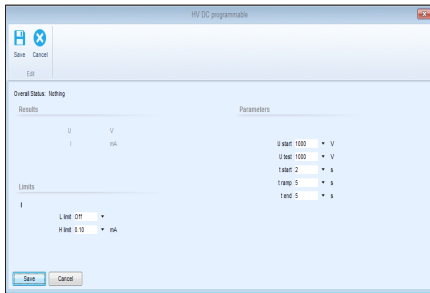 HV DC programmable
Save Cancel
Edit
Overall Status: Nothing
Results
U V
I mA
Limits
I
L limit Off
H limit 0.10 mA
Parameters
U start 1000 V
U test 1000 V
t start 2 s
t ramp 5 s
t end 5 s
Save Cancel